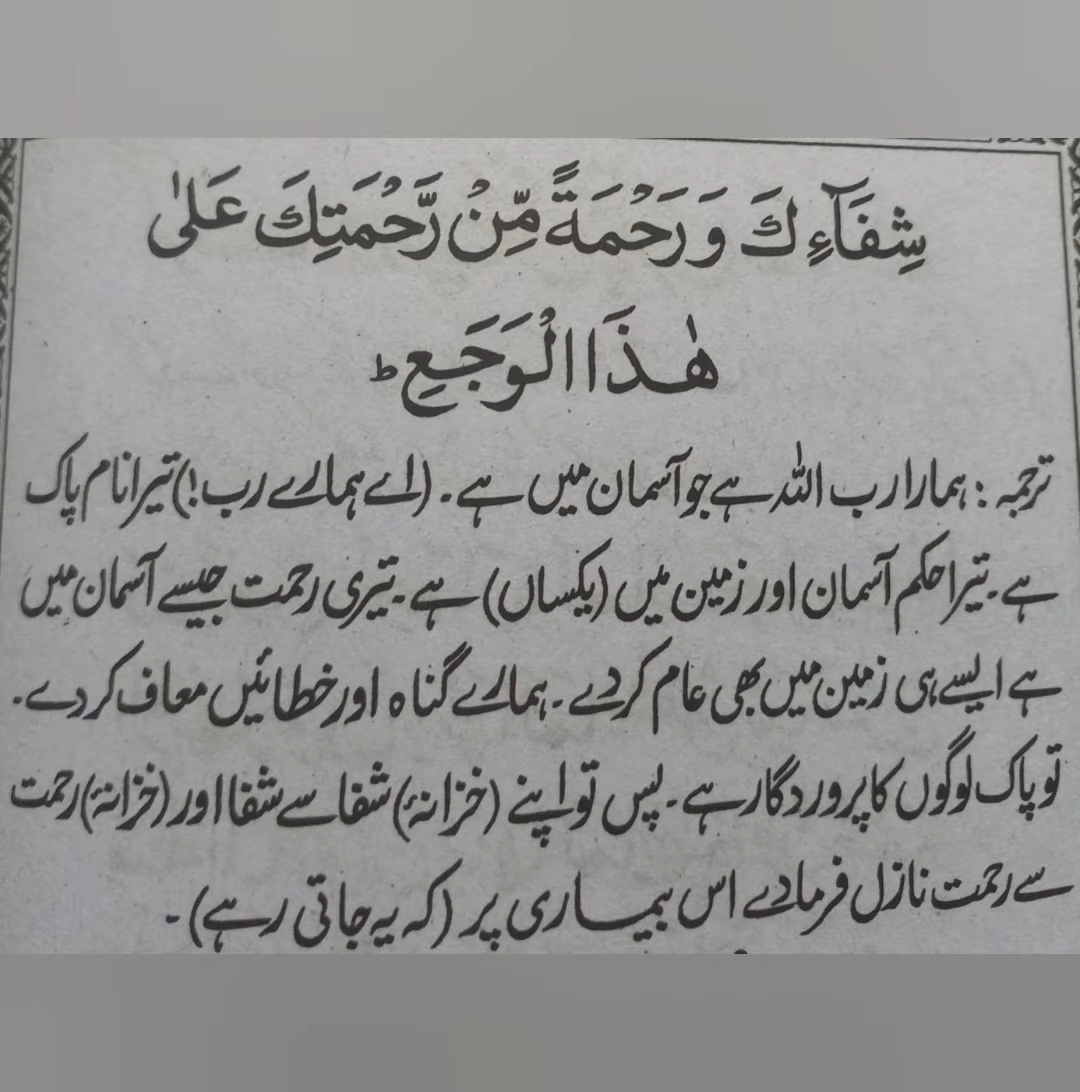 شِفَآءِكَ وَ رَحْمَةً مِّنْ رَّحْمَتِكَ عَلٰى
هٰذَا الْوَجَعِ ؕ
ترجمہ : ہمارا رب اللہ ہے جو آسمان میں ہے۔ (اے ہمارے رب!) تیرا نام پاک
ہے۔ تیرا حکم آسمان اور زمین میں (یکساں) ہے۔ تیری رحمت جیسے آسمان میں
ہے ایسے ہی زمین میں بھی عام کردے۔ ہمارے گناہ اور خطائیں معاف کردے۔
تو پاک لوگوں کا پروردگار ہے۔ پس تو اپنے (خزانۂ) شفا سے شفا اور (خزانۂ) رحمت
سے رحمت نازل فرمادے اس بیماری پر (کہ یہ جاتی رہے)۔